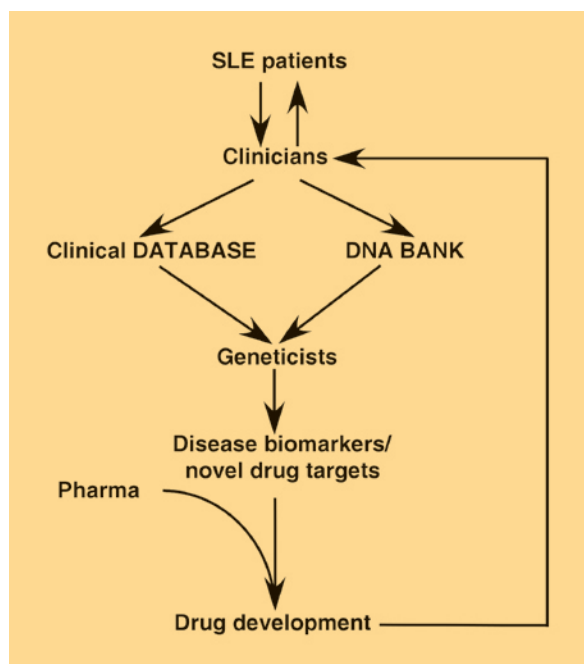 SLE patients
Clinicians
Clinical DATABASE
DNA BANK
Geneticists
Disease biomarkers/
novel drug targets
Pharma
Drug development